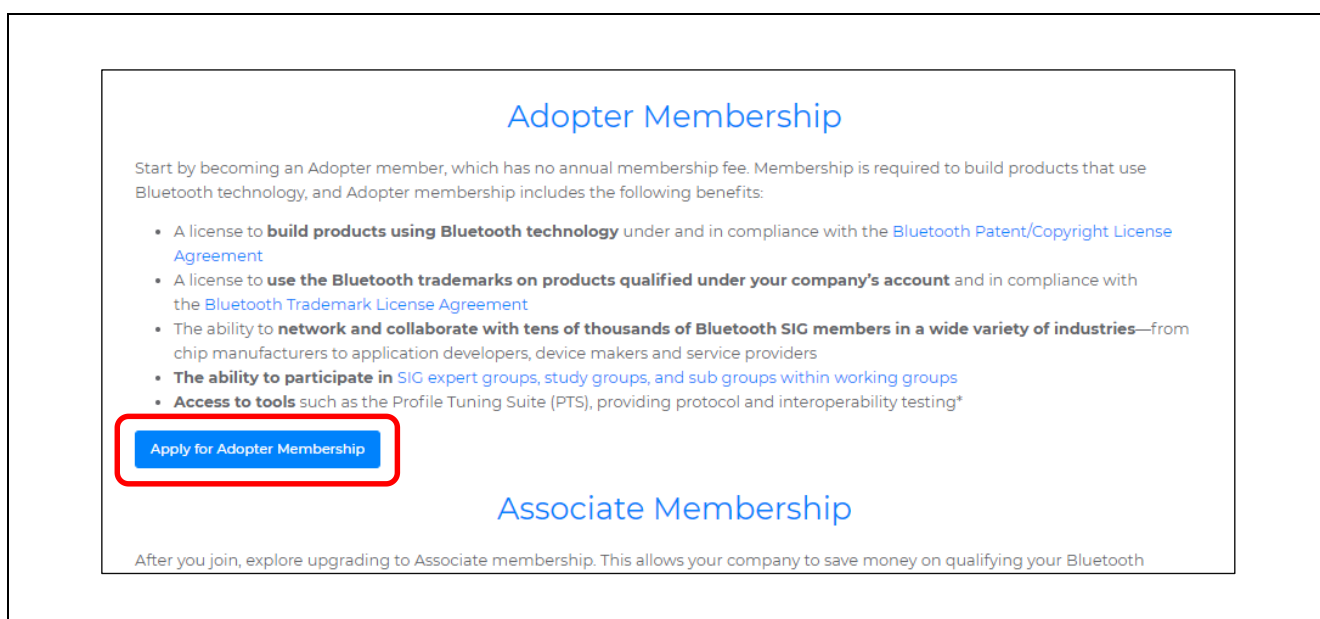 Adopter Membership
Start by becoming an Adopter member, which has no annual membership fee. Membership is required to build products that use
Bluetooth technology, and Adopter membership includes the following benefits:
• A license to build products using Bluetooth technology under and in compliance with the Bluetooth Patent/Copyright License
Agreement
• A license to use the Bluetooth trademarks on products qualified under your company’s account and in compliance with
the Bluetooth Trademark License Agreement
• The ability to network and collaborate with tens of thousands of Bluetooth SIG members in a wide variety of industries—from
chip manufacturers to application developers, device makers and service providers
• The ability to participate in SIG expert groups, study groups, and sub groups within working groups
• Access to tools such as the Profile Tuning Suite (PTS), providing protocol and interoperability testing*
Apply for Adopter Membership
Associate Membership
After you join, explore upgrading to Associate membership. This allows your company to save money on qualifying your Bluetooth